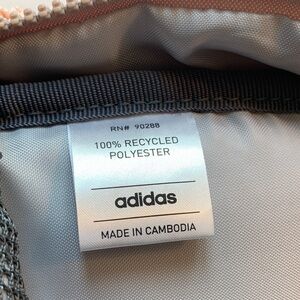 RN# 90288
100% RECYCLED
POLYESTER
adidas
MADE IN CAMBODIA